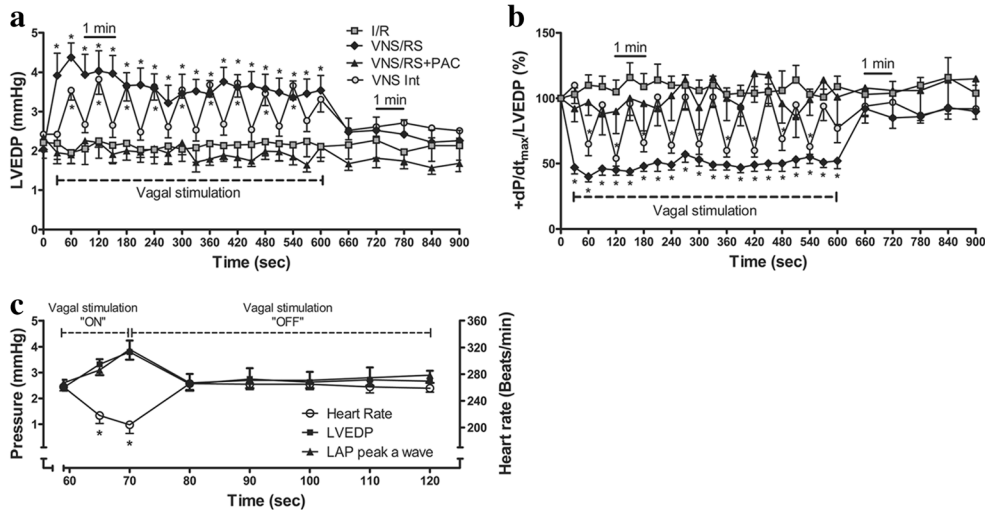 a
5
4
3
2
1
0
LVEDP (mmHg)
1 min
I/R
VNS/RS
VNS/RS+PAC
VNS Int
* * * * * * * * * * * * * * * * * * * *
* * * * * * * * *
1 min
Vagal stimulation
0 60 120 180 240 300 360 420 480 540 600 660 720 780 840 900
Time (sec)
b
150
100
50
0
+dP/dtmax/LVEDP (%)
1 min
1 min
* * * * * * * * *
* * * * * * * * * * * * * * * * * * * *
Vagal stimulation
0 60 120 180 240 300 360 420 480 540 600 660 720 780 840 900
Time (sec)
c
Vagal stimulation
"ON"
Vagal stimulation
"OFF"
5
4
3
2
1
Pressure (mmHg)
360
320
280
240
200
Heart rate (Beats/min)
* *
Heart Rate
LVEDP
LAP peak a wave
60 70 80 90 100 110 120
Time (sec)